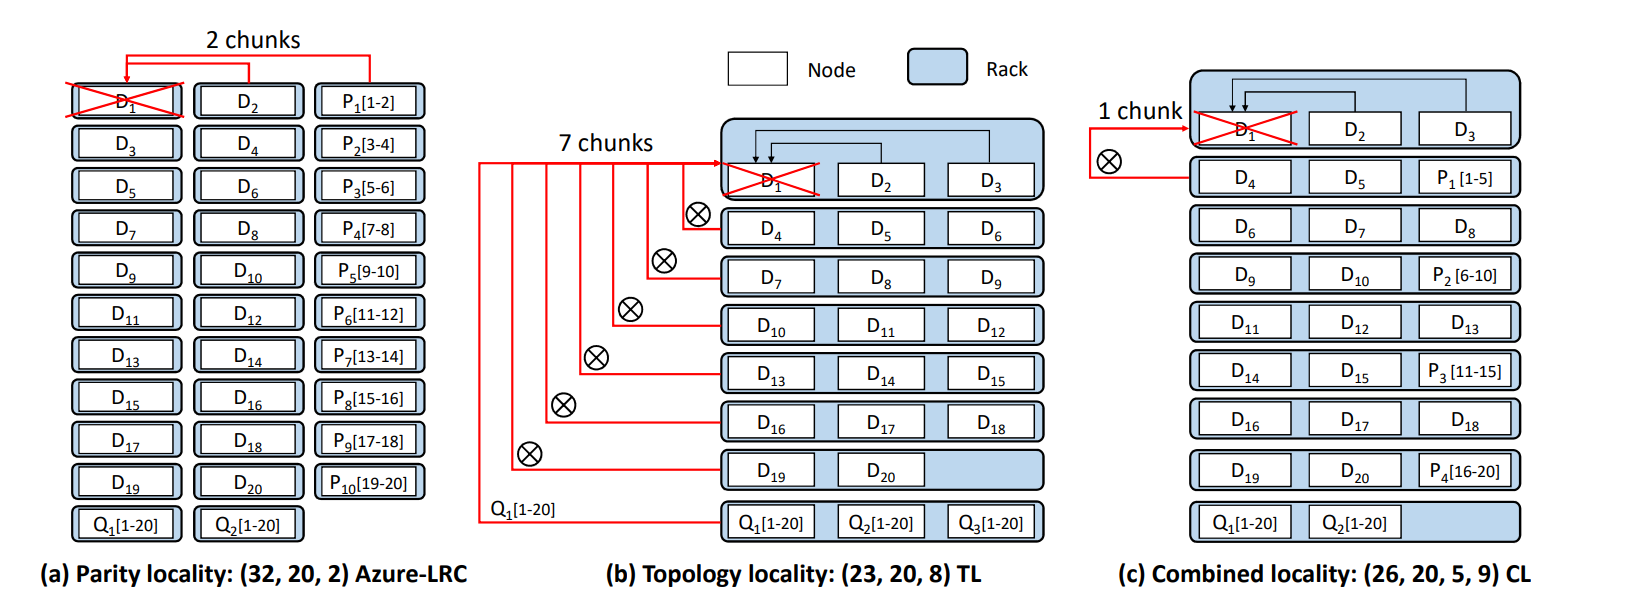 2 chunks
D1 D2 P1[1-2]
D3 D4 P2[3-4]
D5 D6 P3[5-6]
D7 D8 P4[7-8]
D9 D10 P5[9-10]
D11 D12 P6[11-12]
D13 D14 P7[13-14]
D15 D16 P8[15-16]
D17 D18 P9[17-18]
D19 D20 P10[19-20]
Q1[1-20] Q2[1-20]
(a) Parity locality: (32, 20, 2) Azure-LRC
Node Rack
7 chunks
D1 D2 D3
D4 D5 D6
D7 D8 D9
D10 D11 D12
D13 D14 D15
D16 D17 D18
D19 D20
Q1[1-20]
Q1[1-20] Q2[1-20] Q3[1-20]
(b) Topology locality: (23, 20, 8) TL
1 chunk
D1 D2 D3
D4 D5 P1 [1-5]
D6 D7 D8
D9 D10 P2 [6-10]
D11 D12 D13
D14 D15 P3 [11-15]
D16 D17 D18
D19 D20 P4[16-20]
Q1[1-20] Q2[1-20]
(c) Combined locality: (26, 20, 5, 9) CL